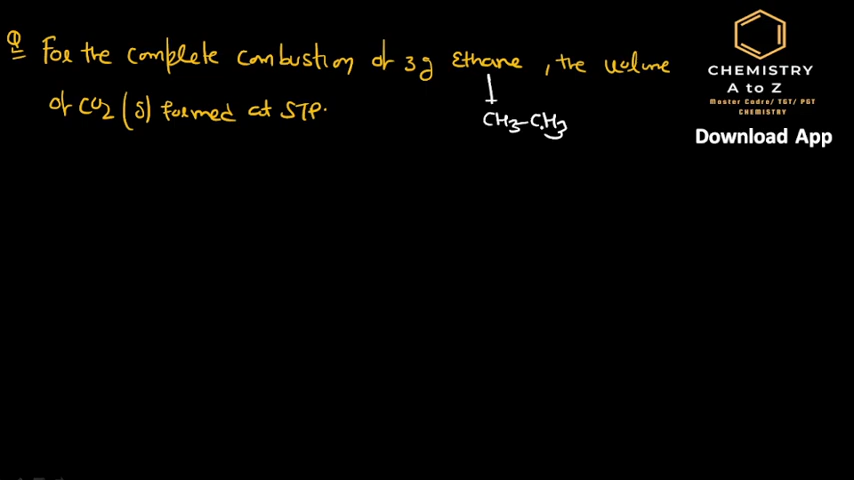 Q For the complete combustion of 3g Ethane, the volume
of CO2 (g) formed at STP.
CH3-CH3
CHEMISTRY
A to Z
Master Cadre/ TGT/ PGT
CHEMISTRY
Download App